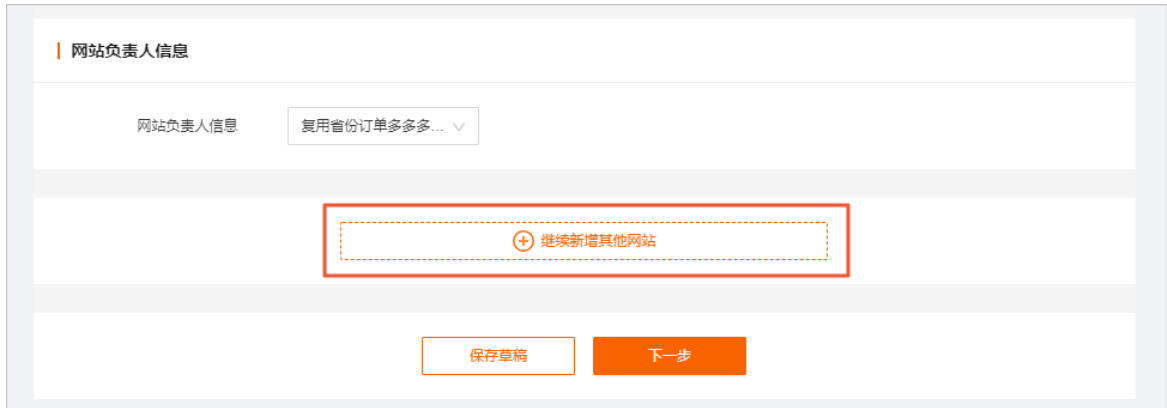 网站负责人信息
网站负责人信息 复用省份订单多多多...
继续新增其他网站
保存草稿 下一步